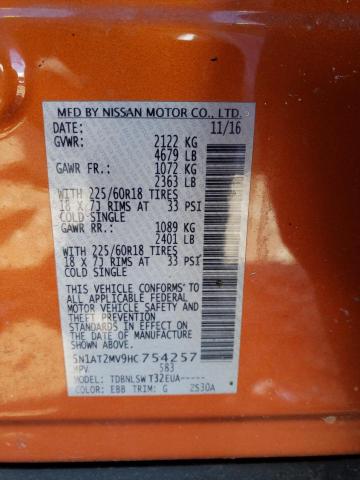 MFD BY NISSAN MOTOR CO., LTD.
DATE: 11/16
GVWR: 2122 KG
4679 LB
GAWR FR.: 1072 KG
2363 LB
WITH 225/60R18 TIRES
18 X 7J RIMS AT 33 PSI
COLD SINGLE
GAWR RR.: 1089 KG
2401 LB
WITH 225/60R18 TIRES
18 X 7J RIMS AT 33 PSI
COLD SINGLE
THIS VEHICLE CONFORMS TO
ALL APPLICABLE FEDERAL
MOTOR VEHICLE SAFETY AND
THEFT PREVENTION
STANDARDS IN EFFECT ON
THE DATE OF MANUFACTURE
SHOWN ABOVE.
5N1AT2MV9HC754257
MPV 5B3
MODEL: TDBNLSW T32EUA-----
COLOR: EBB TRIM: G 2S30A